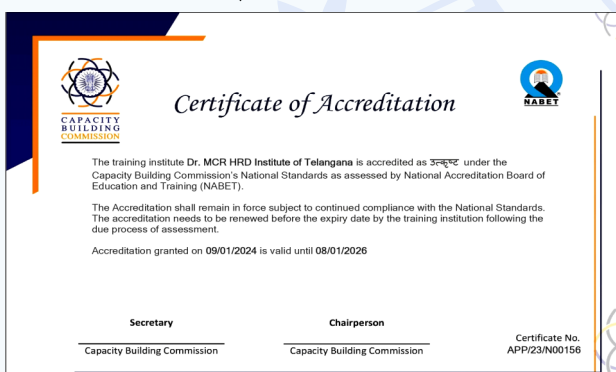 CAPACITY
BUILDING
COMMISSION
Certificate of Accreditation
NABET
The training institute Dr. MCR HRD Institute of Telangana is accredited as उत्कृष्ट under the
Capacity Building Commission's National Standards as assessed by National Accreditation Board of
Education and Training (NABET).
The Accreditation shall remain in force subject to continued compliance with the National Standards.
The accreditation needs to be renewed before the expiry date by the training institution following the
due process of assessment.
Accreditation granted on 09/01/2024 is valid until 08/01/2026
Secretary
Capacity Building Commission
Chairperson
Capacity Building Commission
Certificate No.
APP/23/N00156